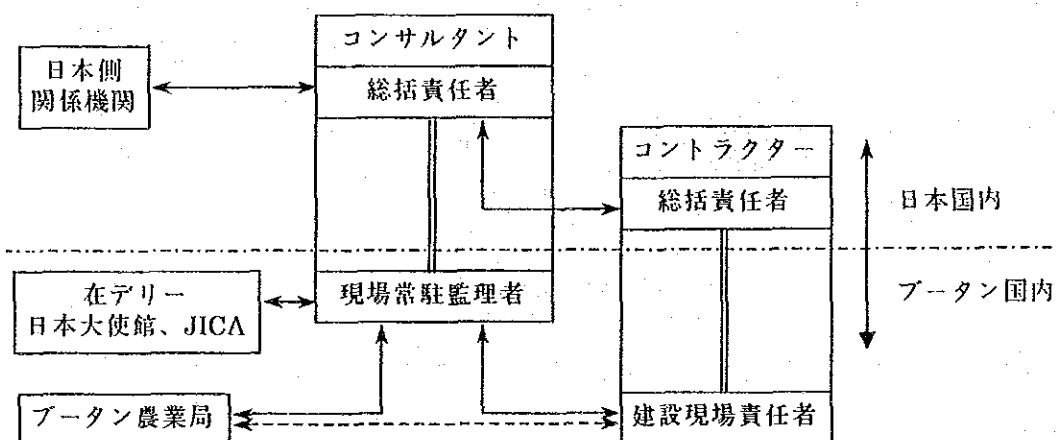 コンサルタント
総括責任者
日本側
関係機関
コントラクター
総括責任者
日本国内
在デリー
日本大使館、JICA
現場常駐監理者
ブータン国内
ブータン農業局
建設現場責任者